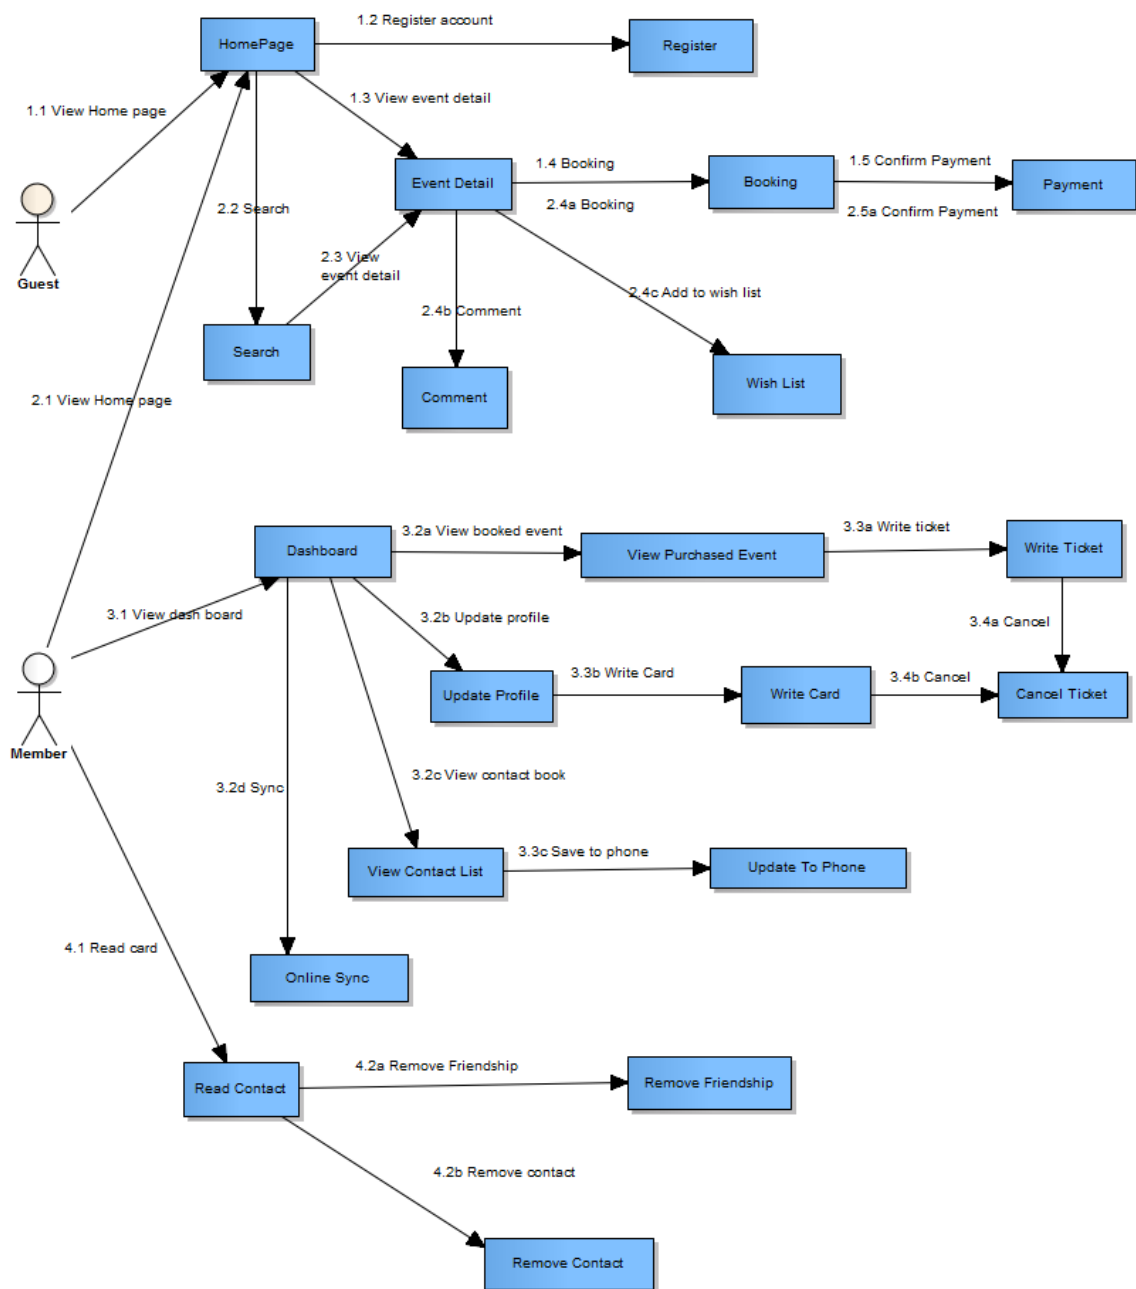 1.2 Register account
HomePage
Register
1.1 View Home page
1.3 View event detail
1.4 Booking
1.5 Confirm Payment
Event Detail
Booking
Payment
2.2 Search
2.4a Booking
2.5a Confirm Payment
Guest
2.3 View
event detail
2.4c Add to wish list
2.4b Comment
Search
Wish List
2.1 View Home page
Comment
3.2a View booked event
3.3a Write ticket
Dashboard
View Purchased Event
Write Ticket
3.1 View dash board
3.2b Update profile
3.4a Cancel
3.3b Write Card
3.4b Cancel
Update Profile
Write Card
Cancel Ticket
Member
3.2d Sync
3.2c View contact book
3.3c Save to phone
View Contact List
Update To Phone
4.1 Read card
Online Sync
4.2a Remove Friendship
Read Contact
Remove Friendship
4.2b Remove contact
Remove Contact